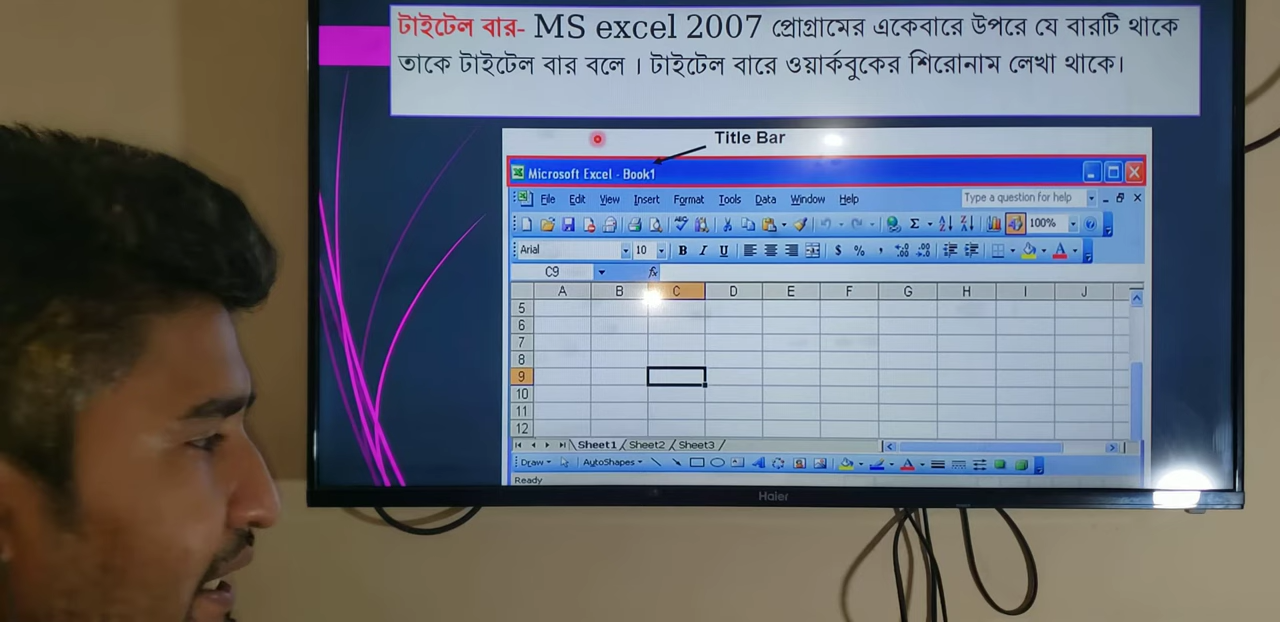 টাইটেল বার- MS excel 2007 প্রোগ্রামের একেবারে উপরে যে বারটি থাকে
তাকে টাইটেল বার বলে । টাইটেল বারে ওয়ার্কবুকের শিরোনাম লেখা থাকে।
Title Bar
Microsoft Excel - Book1
File Edit View Insert Format Tools Data Window Help Type a question for help
Σ 100%
Arial 10 B I U $ % ,
C9 fx
A B C D E F G H I J
5
6
7
8
9
10
11
12
Sheet1 Sheet2 Sheet3
Draw AutoShapes
Ready
Haier